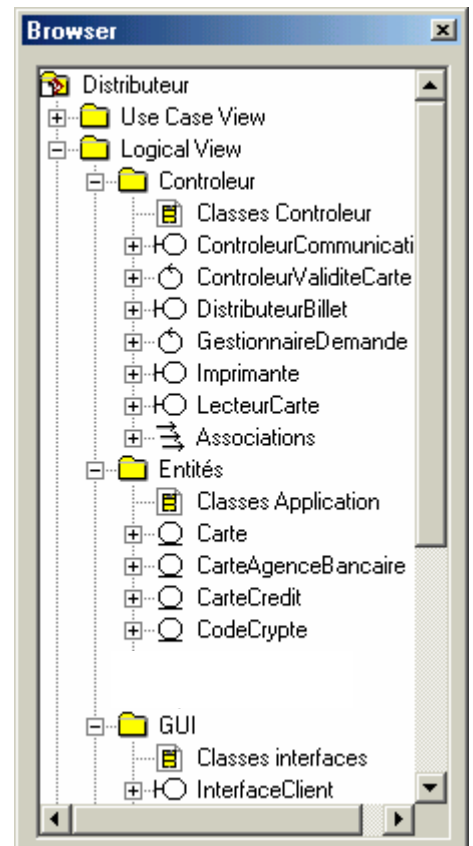 Browser
Distributeur
Use Case View
Logical View
Controleur
Classes Controleur
ControleurCommunicati
ControleurValiditeCarte
DistributeurBillet
GestionnaireDemande
Imprimante
LecteurCarte
Associations
Entités
Classes Application
Carte
CarteAgenceBancaire
CarteCredit
CodeCrypte
GUI
Classes interfaces
InterfaceClient